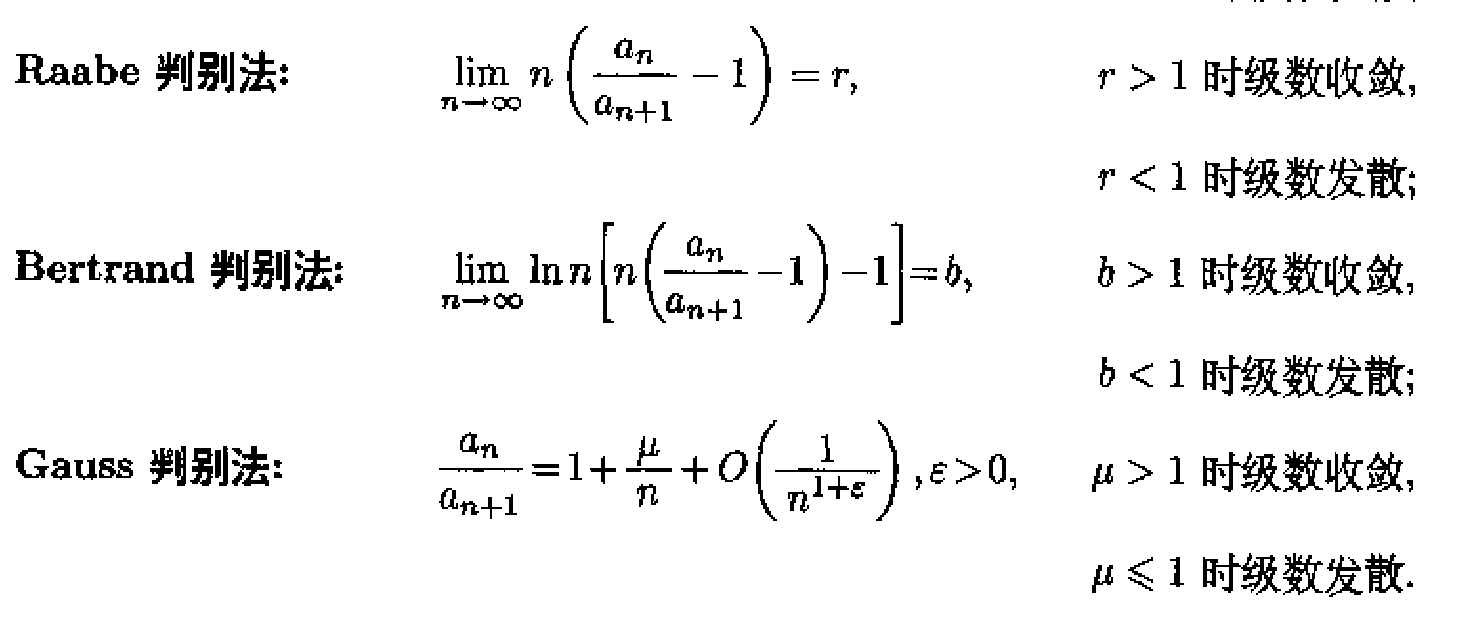 Raabe 判别法: $\lim_{n\to\infty} n\left(\frac{a_n}{a_{n+1}}-1\right)=r,$ $r>1$ 时级数收敛,
$r<1$ 时级数发散;
Bertrand 判别法: $\lim_{n\to\infty} \ln n\left[n\left(\frac{a_n}{a_{n+1}}-1\right)-1\right]=b,$ $b>1$ 时级数收敛,
$b<1$ 时级数发散;
Gauss 判别法: $\frac{a_n}{a_{n+1}}=1+\frac{\mu}{n}+O\left(\frac{1}{n^{1+\varepsilon}}\right),\varepsilon>0,$ $\mu>1$ 时级数收敛,
$\mu\leqslant 1$ 时级数发散.